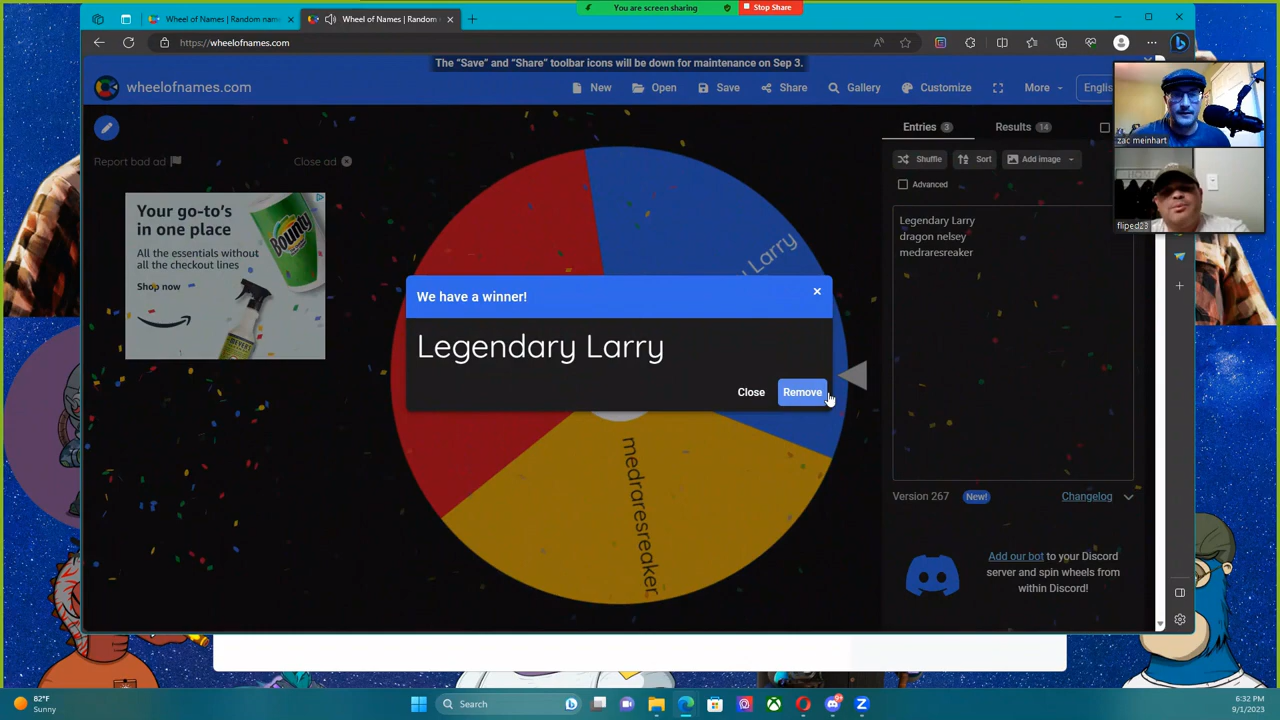 You are screen sharing
Stop Share
Wheel of Names | Random name
Wheel of Names | Random
https://wheelofnames.com
The “Save” and “Share” toolbar icons will be down for maintenance on Sep 3.
wheelofnames.com
New
Open
Save
Share
Gallery
Customize
More
Engli
zac meinhart
fliped23
Report bad ad
Close ad
Your go-to's
in one place
All the essentials without
all the checkout lines
Shop now
Bounty
Entries 3
Results 14
Shuffle
Sort
Add image
Advanced
Legendary Larry
dragon nelsey
medraresreaker
y Larry
medraresreaker
We have a winner!
Legendary Larry
Close
Remove
Version 267
New!
Changelog
Add our bot to your Discord
server and spin wheels from
within Discord!
82°F
Sunny
Search
6:32 PM
9/1/2023